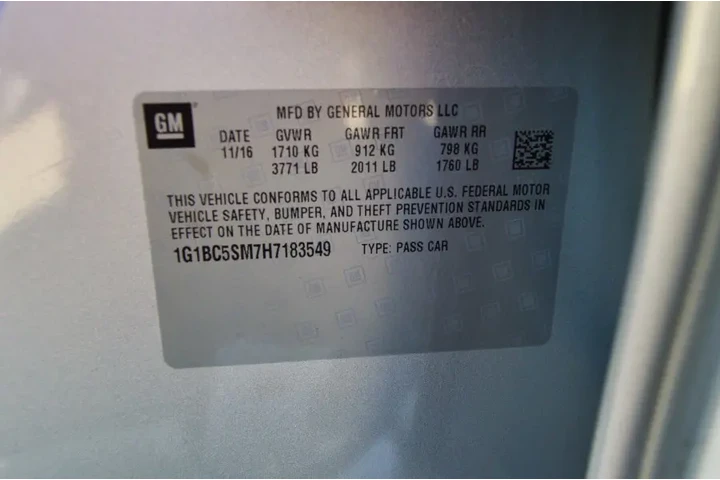 GM
MFD BY GENERAL MOTORS LLC
DATE GVWR GAWR FRT GAWR RR
11/16 1710 KG 912 KG 798 KG
3771 LB 2011 LB 1760 LB
THIS VEHICLE CONFORMS TO ALL APPLICABLE U.S. FEDERAL MOTOR
VEHICLE SAFETY, BUMPER, AND THEFT PREVENTION STANDARDS IN
EFFECT ON THE DATE OF MANUFACTURE SHOWN ABOVE.
1G1BC5SM7H7183549 TYPE: PASS CAR